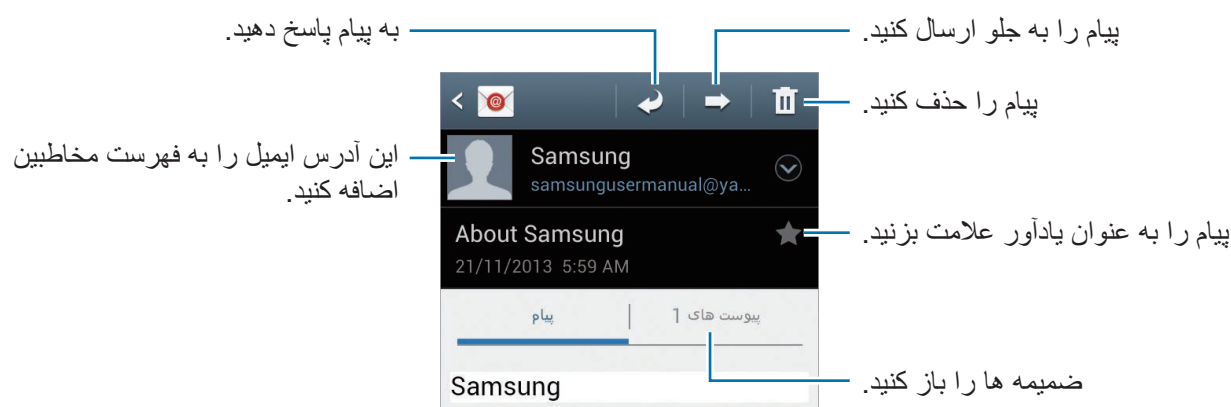 به پیام پاسخ دهید.
پیام را به جلو ارسال کنید.
پیام را حذف کنید.
این آدرس ایمیل را به فهرست مخاطبین
اضافه کنید.
Samsung
samsungusermanual@ya...
About Samsung
21/11/2013 5:59 AM
پیام را به عنوان یادآور علامت بزنید.
پیام
پیوست های 1
ضمیمه ها را باز کنید.
Samsung